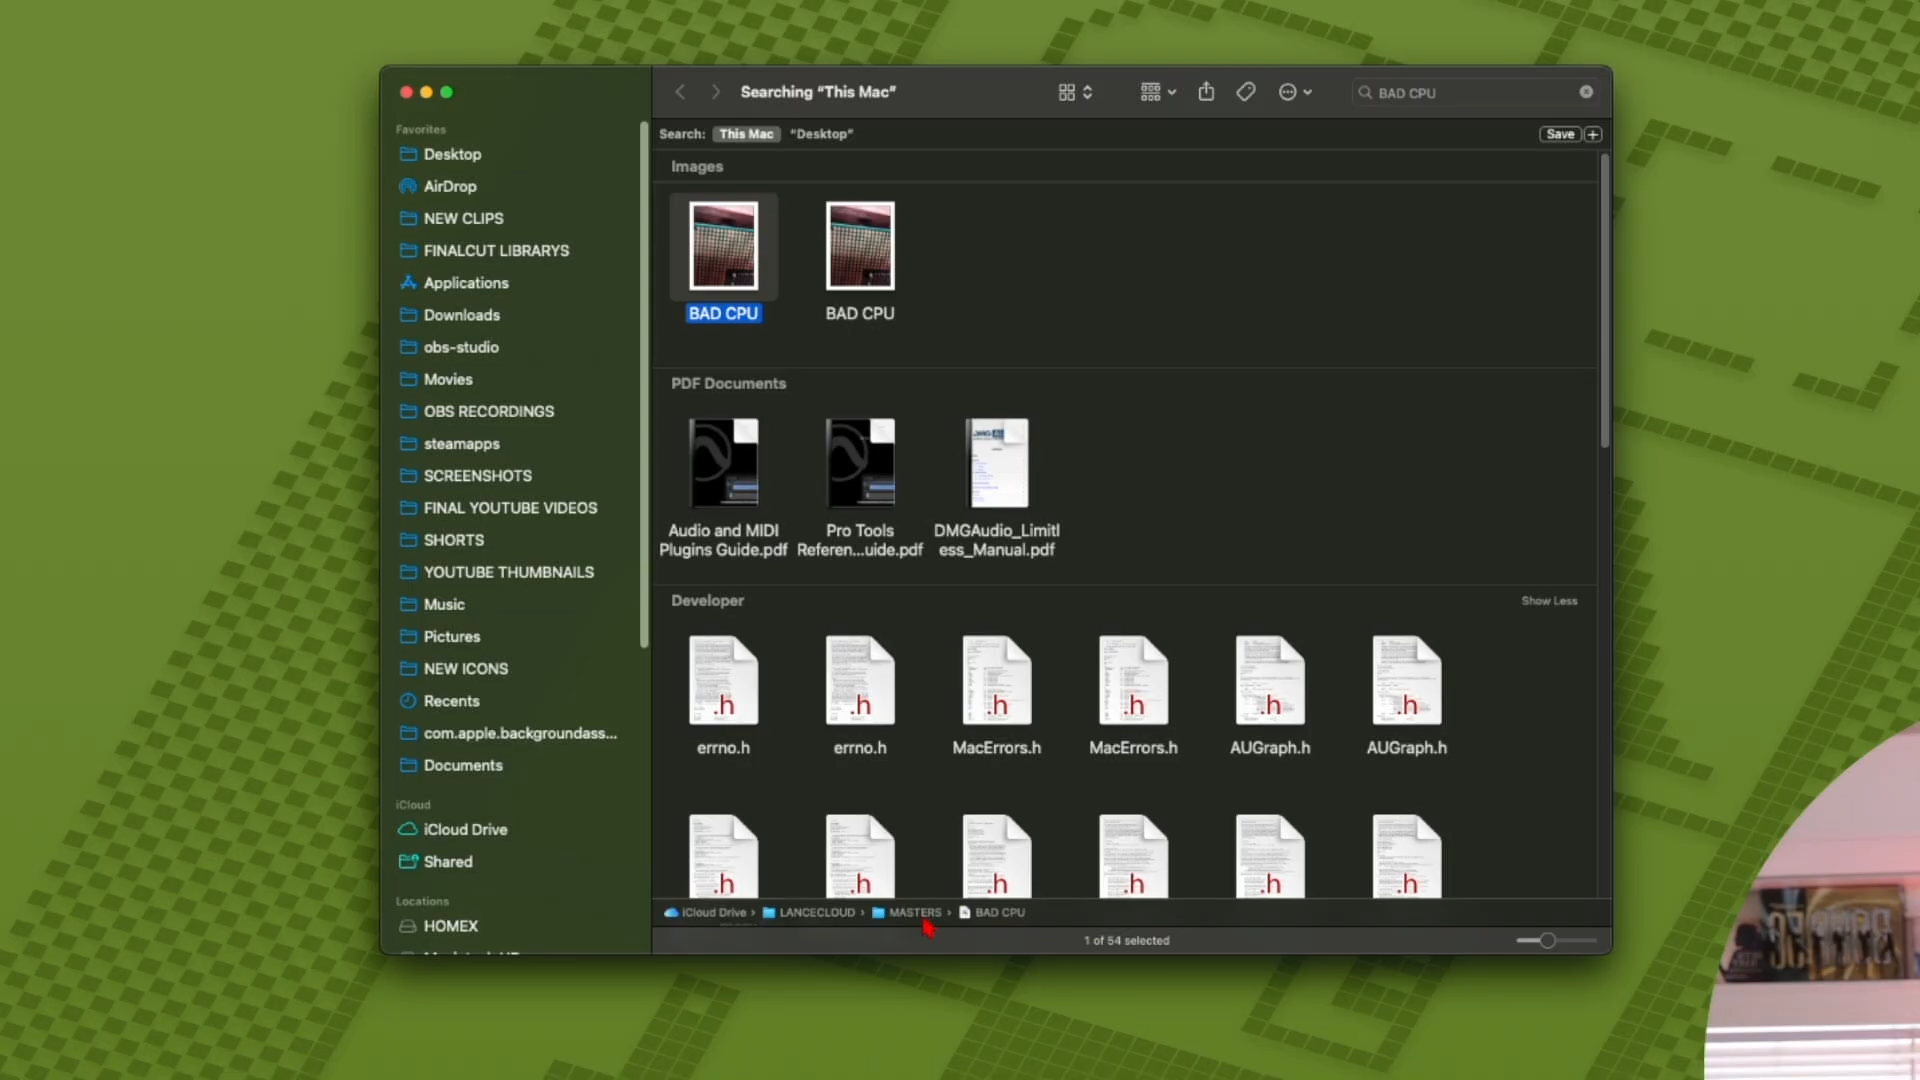 Searching “This Mac”
BAD CPU
Search: This Mac “Desktop”
Save
Favorites
Desktop
AirDrop
NEW CLIPS
FINALCUT LIBRARYS
Applications
Downloads
obs-studio
Movies
OBS RECORDINGS
steamapps
SCREENSHOTS
FINAL YOUTUBE VIDEOS
SHORTS
YOUTUBE THUMBNAILS
Music
Pictures
NEW ICONS
Recents
com.apple.backgroundass...
Documents
iCloud
iCloud Drive
Shared
Locations
HOMEX
Images
BAD CPU
BAD CPU
PDF Documents
Audio and MIDI
Plugins Guide.pdf
Pro Tools
Referen...uide.pdf
DMGAudio_Limitl
ess_Manual.pdf
Developer
Show Less
.h
.h
.h
.h
.h
.h
errno.h
errno.h
MacErrors.h
MacErrors.h
AUGraph.h
AUGraph.h
.h
.h
.h
.h
.h
.h
iCloud Drive › LANCECLOUD › MASTERS › BAD CPU
1 of 54 selected